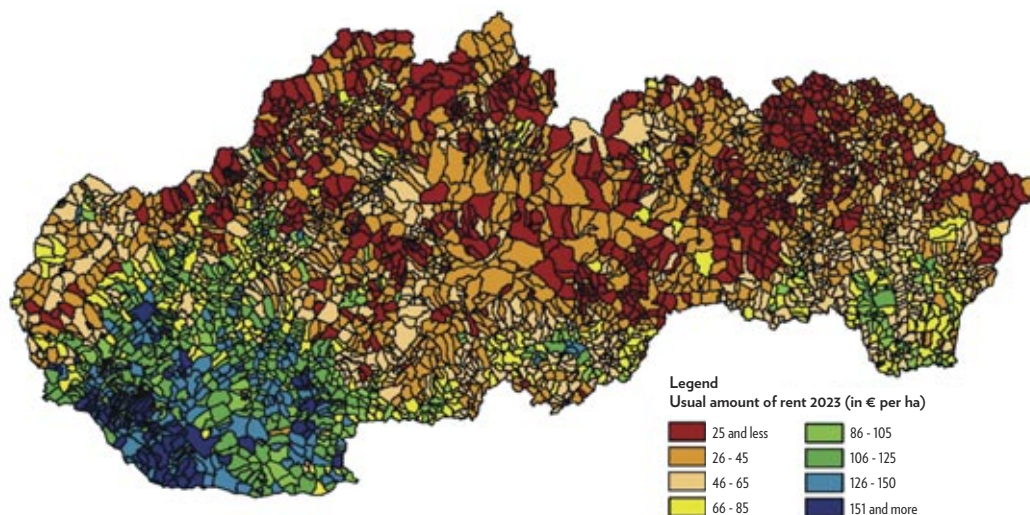 Legend
Usual amount of rent 2023 (in € per ha)
25 and less
26 - 45
46 - 65
66 - 85
86 - 105
106 - 125
126 - 150
151 and more